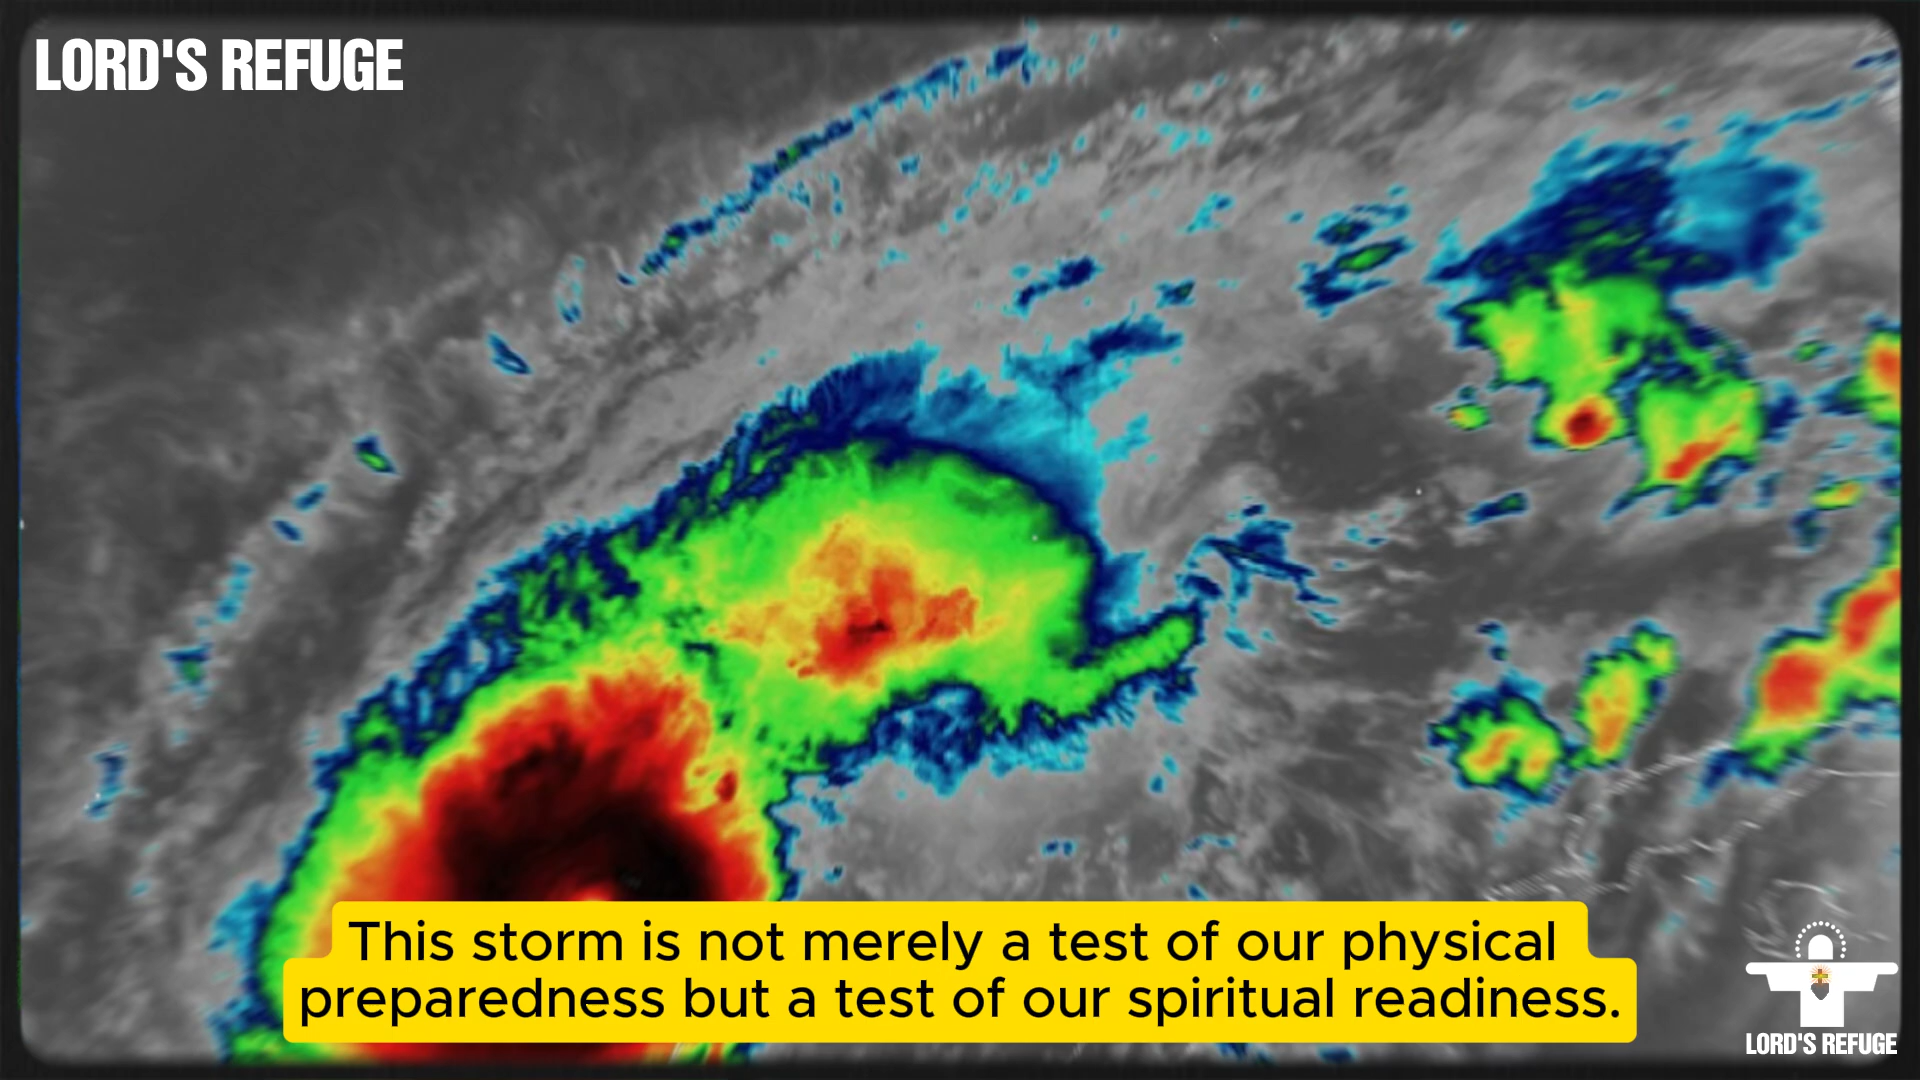 LORD'S REFUGE
This storm is not merely a test of our physical
preparedness but a test of our spiritual readiness.
LORD'S REFUGE